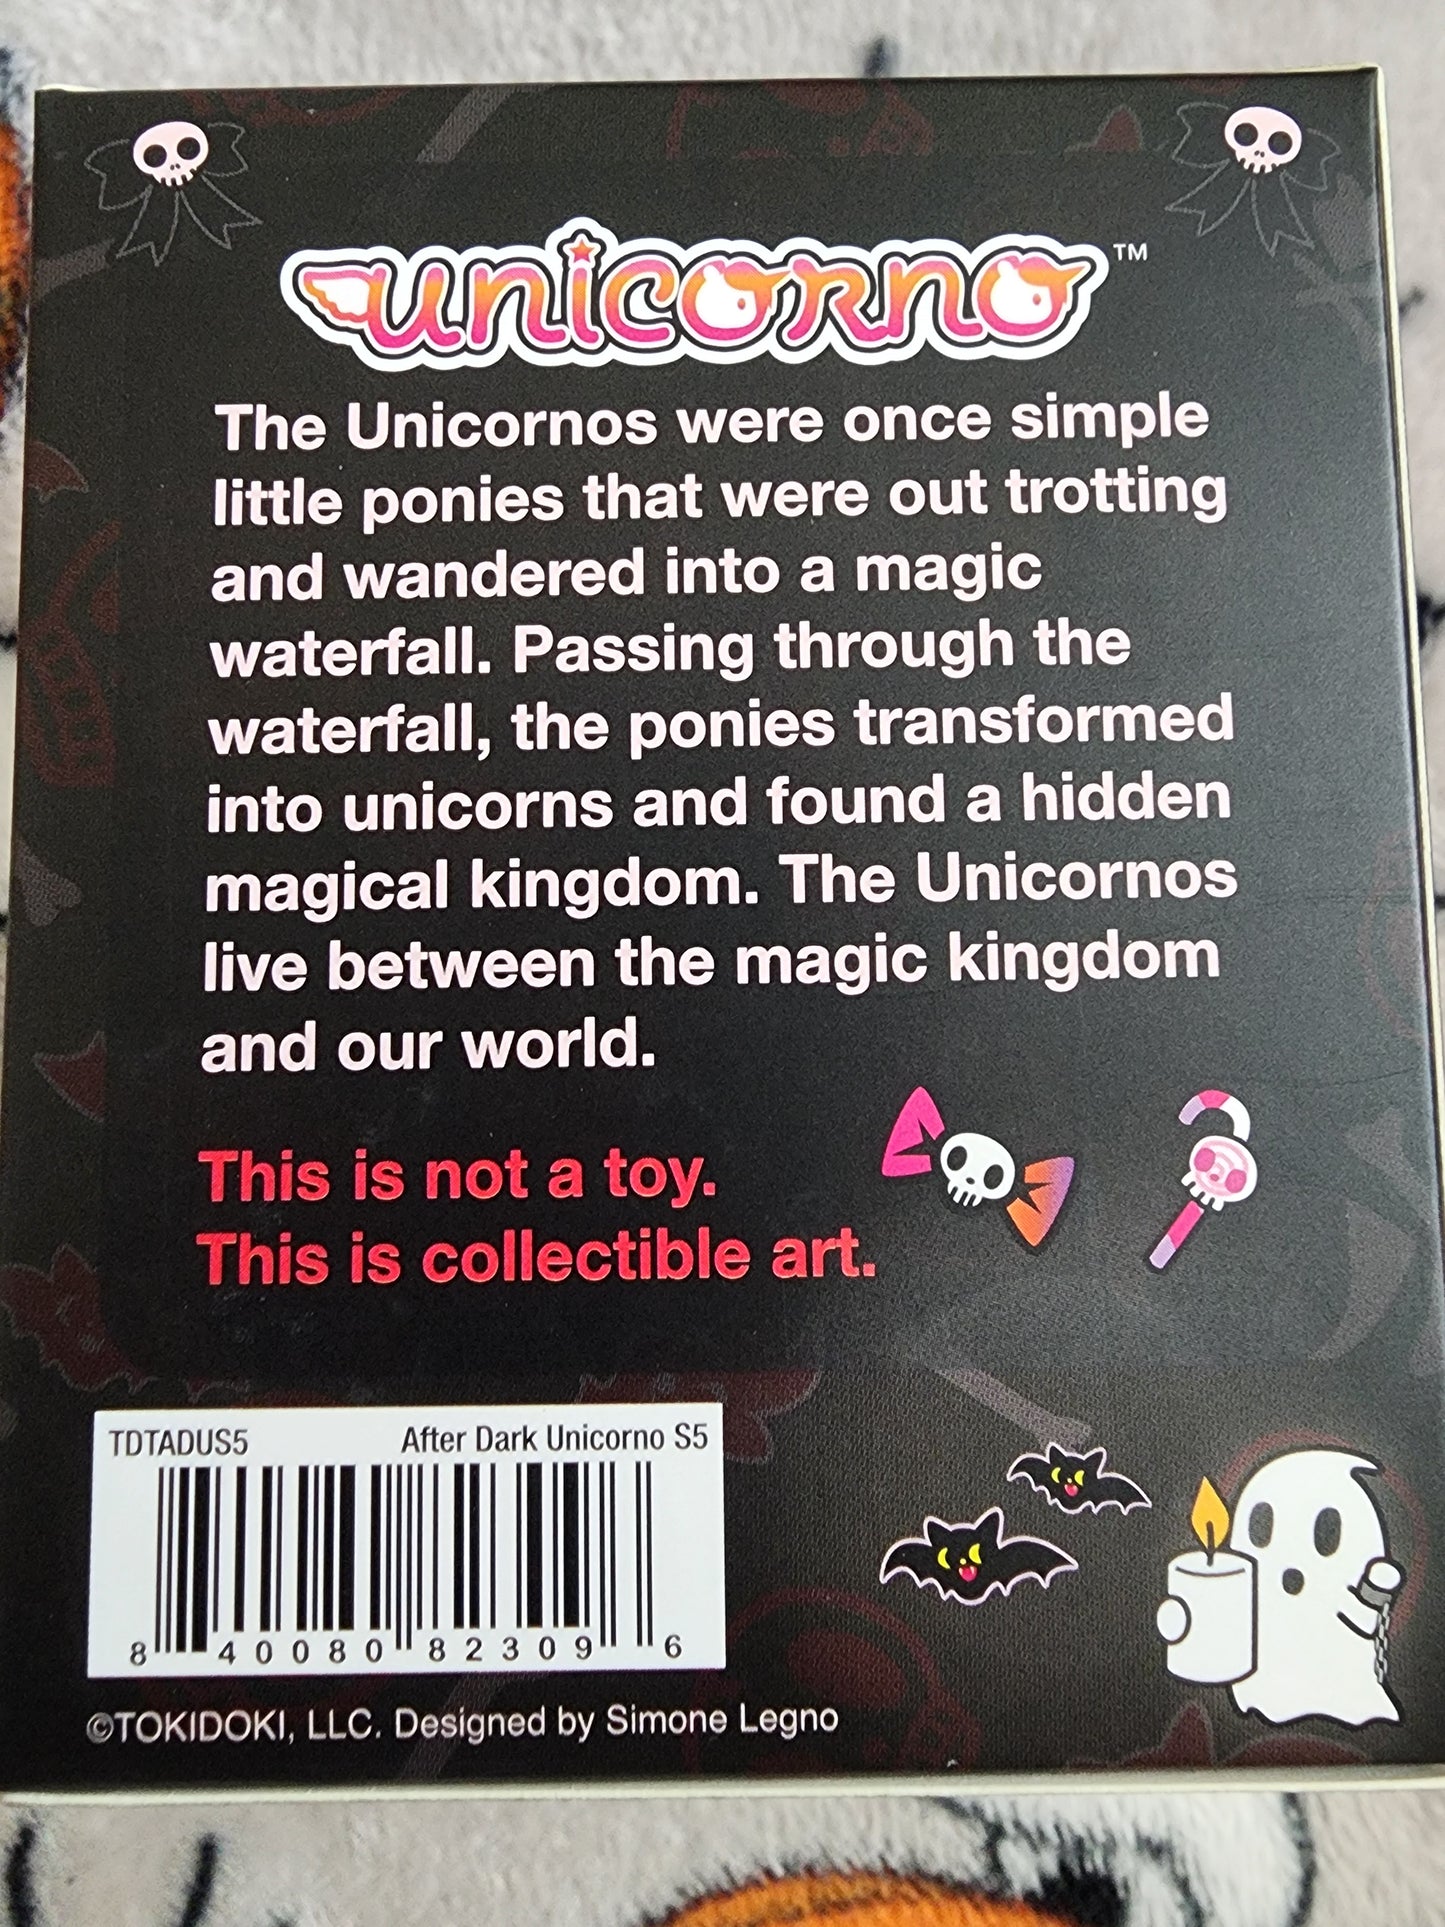 unicorno™
The Unicornos were once simple
little ponies that were out trotting
and wandered into a magic
waterfall. Passing through the
waterfall, the ponies transformed
into unicorns and found a hidden
magical kingdom. The Unicornos
live between the magic kingdom
and our world.
This is not a toy.
This is collectible art.
TDTADUS5 After Dark Unicorno S5
8 40080 82309 6
©TOKIDOKI, LLC. Designed by Simone Legno